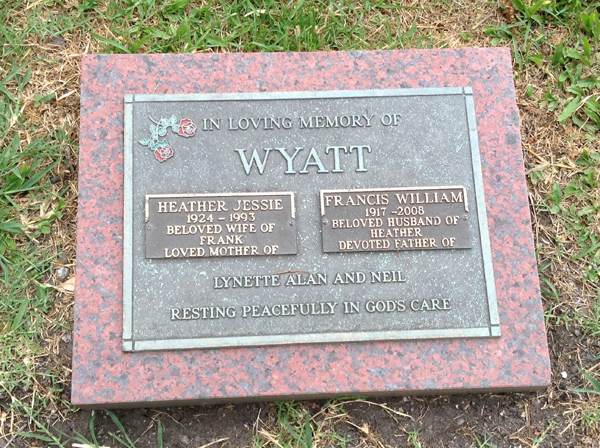 IN LOVING MEMORY OF
WYATT
HEATHER JESSIE
1924 - 1993
BELOVED WIFE OF
FRANK
LOVED MOTHER OF
FRANCIS WILLIAM
1917 - 2008
BELOVED HUSBAND OF
HEATHER
DEVOTED FATHER OF
LYNETTE ALAN AND NEIL
RESTING PEACEFULLY IN GOD'S CARE